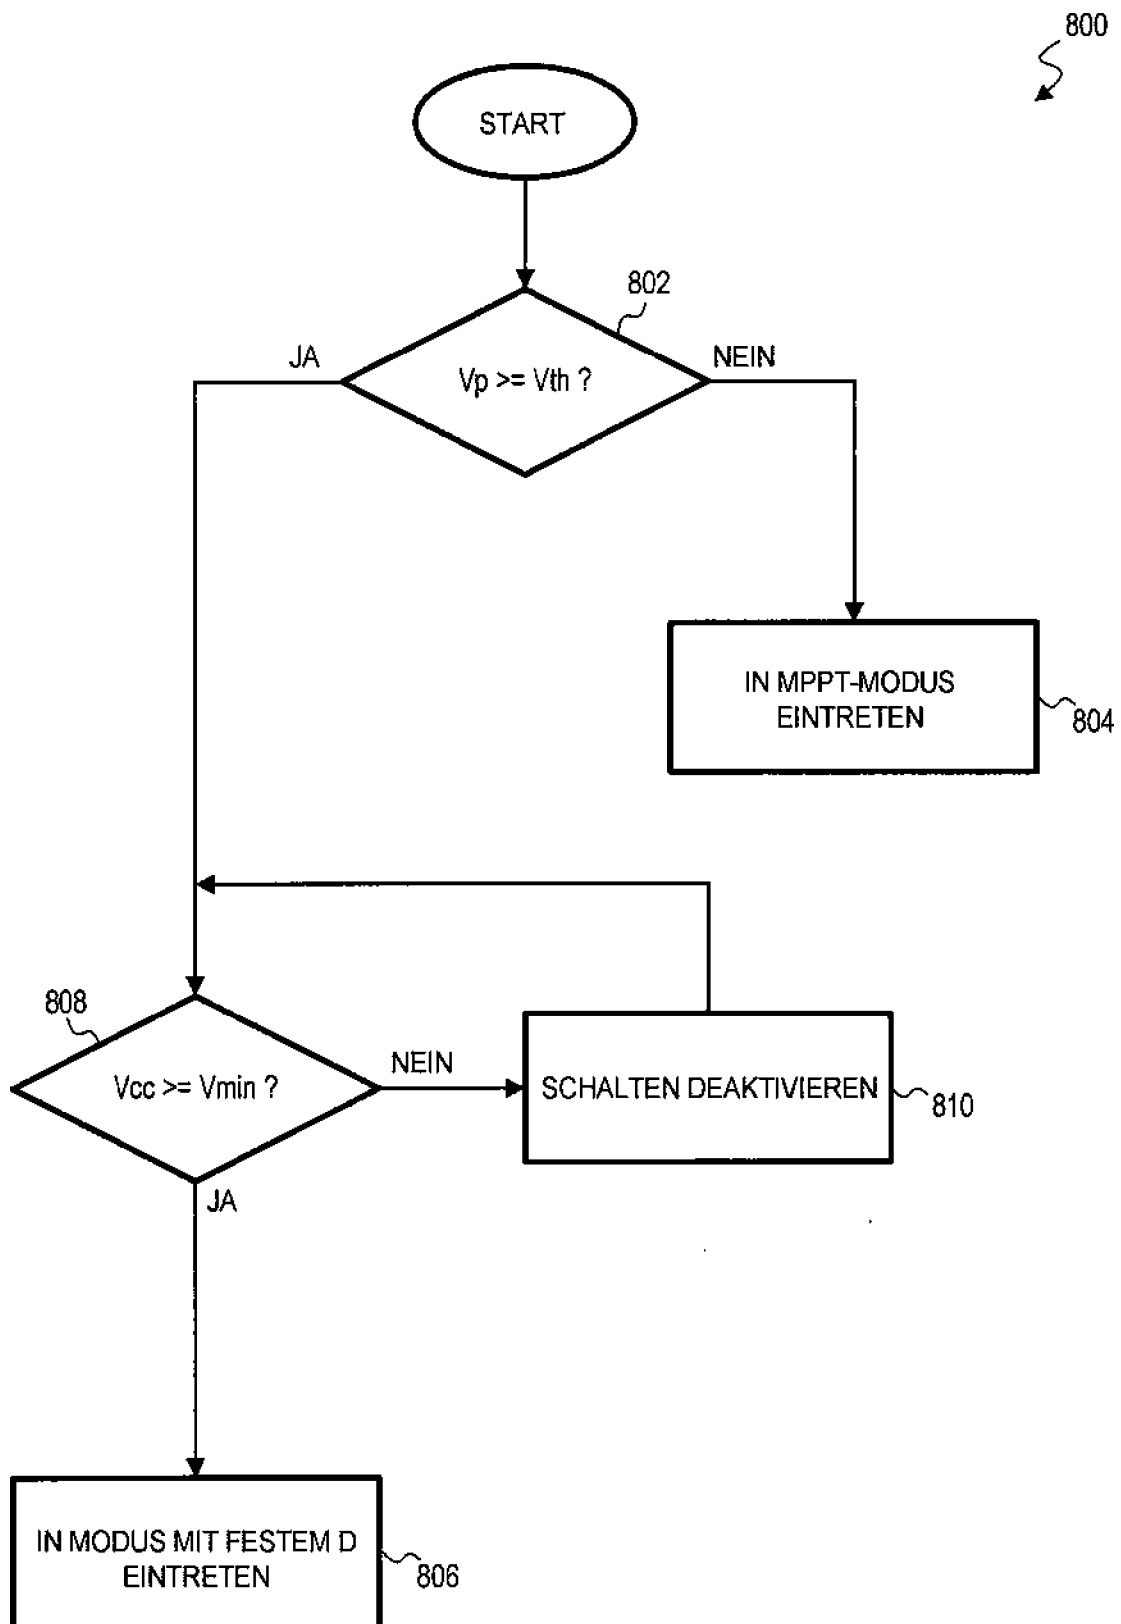 800
START
802
JA
NEIN
Vp >= Vth ?
IN MPPT-MODUS
EINTRETEN
804
808
NEIN
Vcc >= Vmin ?
SCHALTEN DEAKTIVIEREN
810
JA
IN MODUS MIT FESTEM D
EINTRETEN
806